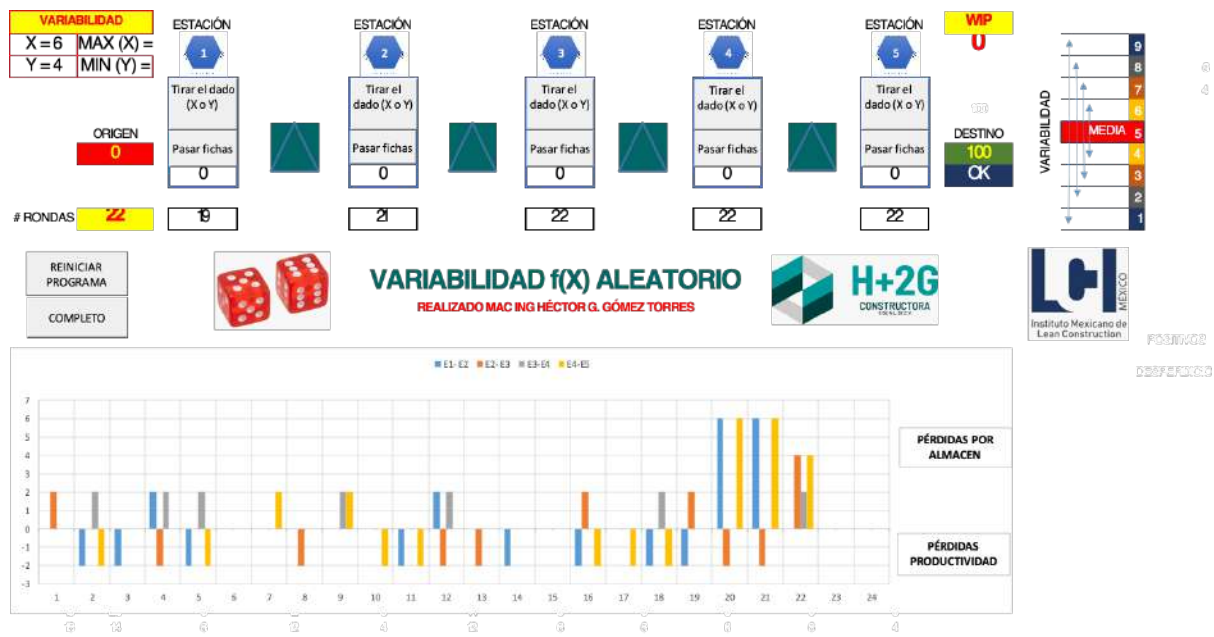 VARIABILIDAD
X = 6 MAX (X) =
Y = 4 MIN (Y) =
ESTACIÓN ESTACIÓN ESTACIÓN ESTACIÓN ESTACIÓN
1 2 3 4 5
WIP
0
Tirar el dado (X o Y) Tirar el dado (X o Y) Tirar el dado (X o Y) Tirar el dado (X o Y) Tirar el dado (X o Y)
Pasar fichas Pasar fichas Pasar fichas Pasar fichas Pasar fichas
0 0 0 0 0
ORIGEN
0
DESTINO
100
OK
# RONDAS 22 19 21 22 22 22
VARIABILIDAD
9
8
7
6
MEDIA 5
4
3
2
1
REINICIAR
PROGRAMA
COMPLETO
VARIABILIDAD f(X) ALEATORIO
REALIZADO MAC ING HÉCTOR G. GÓMEZ TORRES
H+2G
CONSTRUCTORA
LCI
MÉXICO
Instituto Mexicano de
Lean Construction
E1-E2 E2-E3 E3-E4 E4-E5
7
6
5
4
3
2
1
0
-1
-2
-3
1 2 3 4 5 6 7 8 9 10 11 12 13 14 15 16 17 18 19 20 21 22 23 24
PÉRDIDAS POR
ALMACEN
PÉRDIDAS
PRODUCTIVIDAD